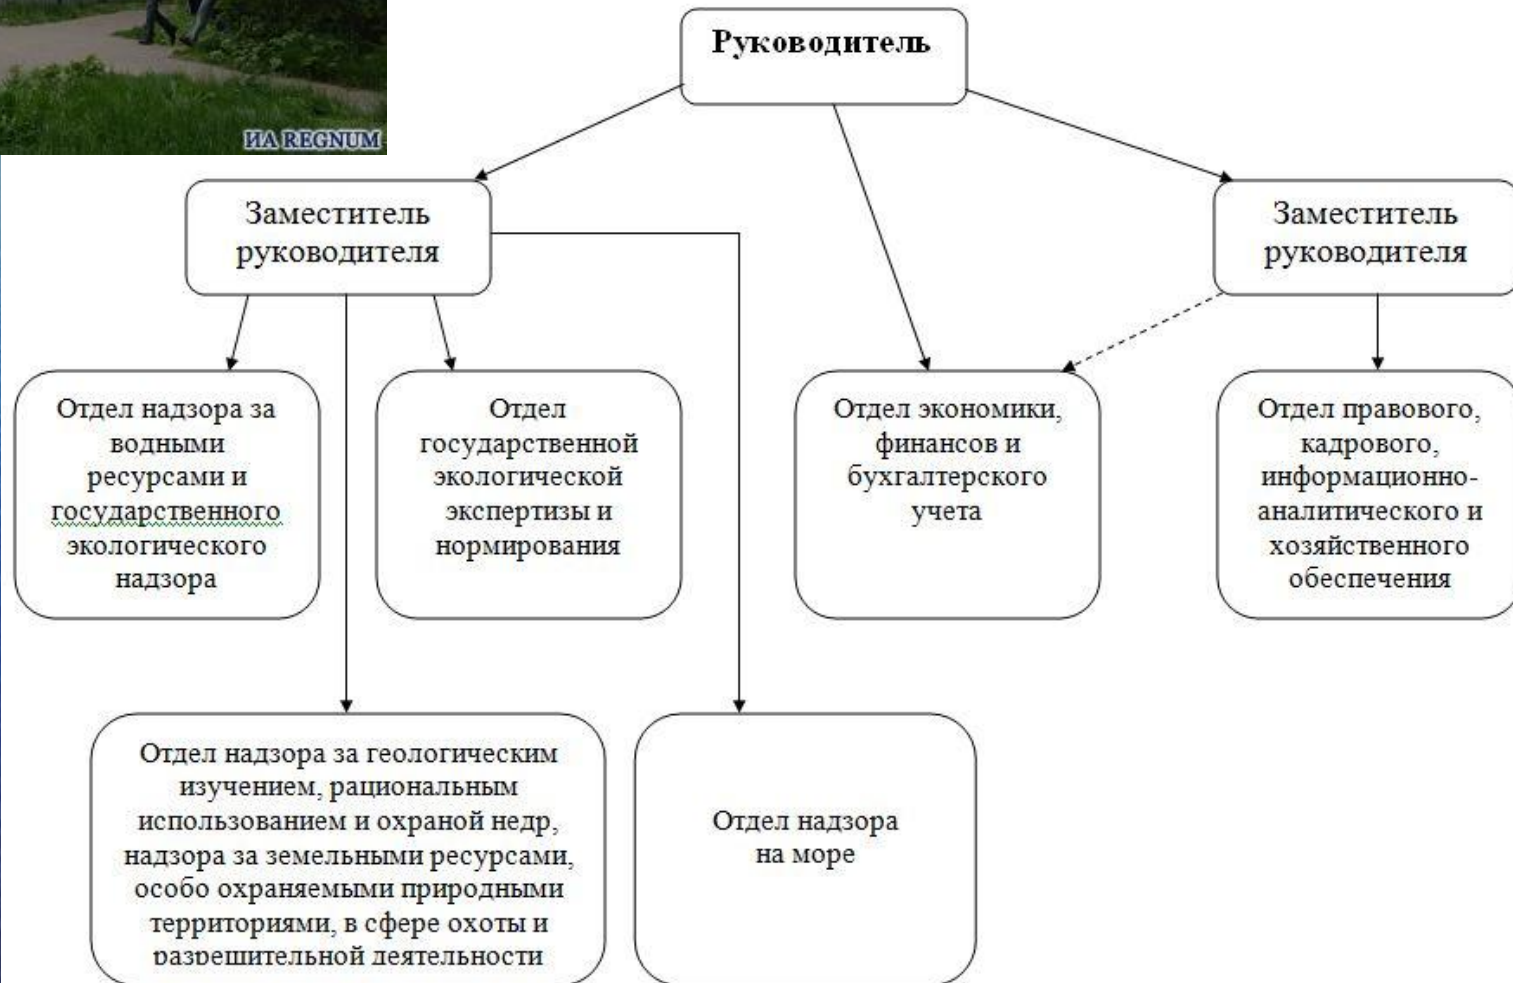 ИА REGNUM
Руководитель
Заместитель
руководителя
Заместитель
руководителя
Отдел надзора за
водными
ресурсами и
государственного
экологического
надзора
Отдел
государственной
экологической
экспертизы и
нормирования
Отдел экономики,
финансов и
бухгалтерского
учета
Отдел правового,
кадрового,
информационно-
аналитического и
хозяйственного
обеспечения
Отдел надзора за геологическим
изучением, рациональным
использованием и охраной недр,
надзора за земельными ресурсами,
особо охраняемыми природными
территориями, в сфере охоты и
разрешительной деятельности
Отдел надзора
на море